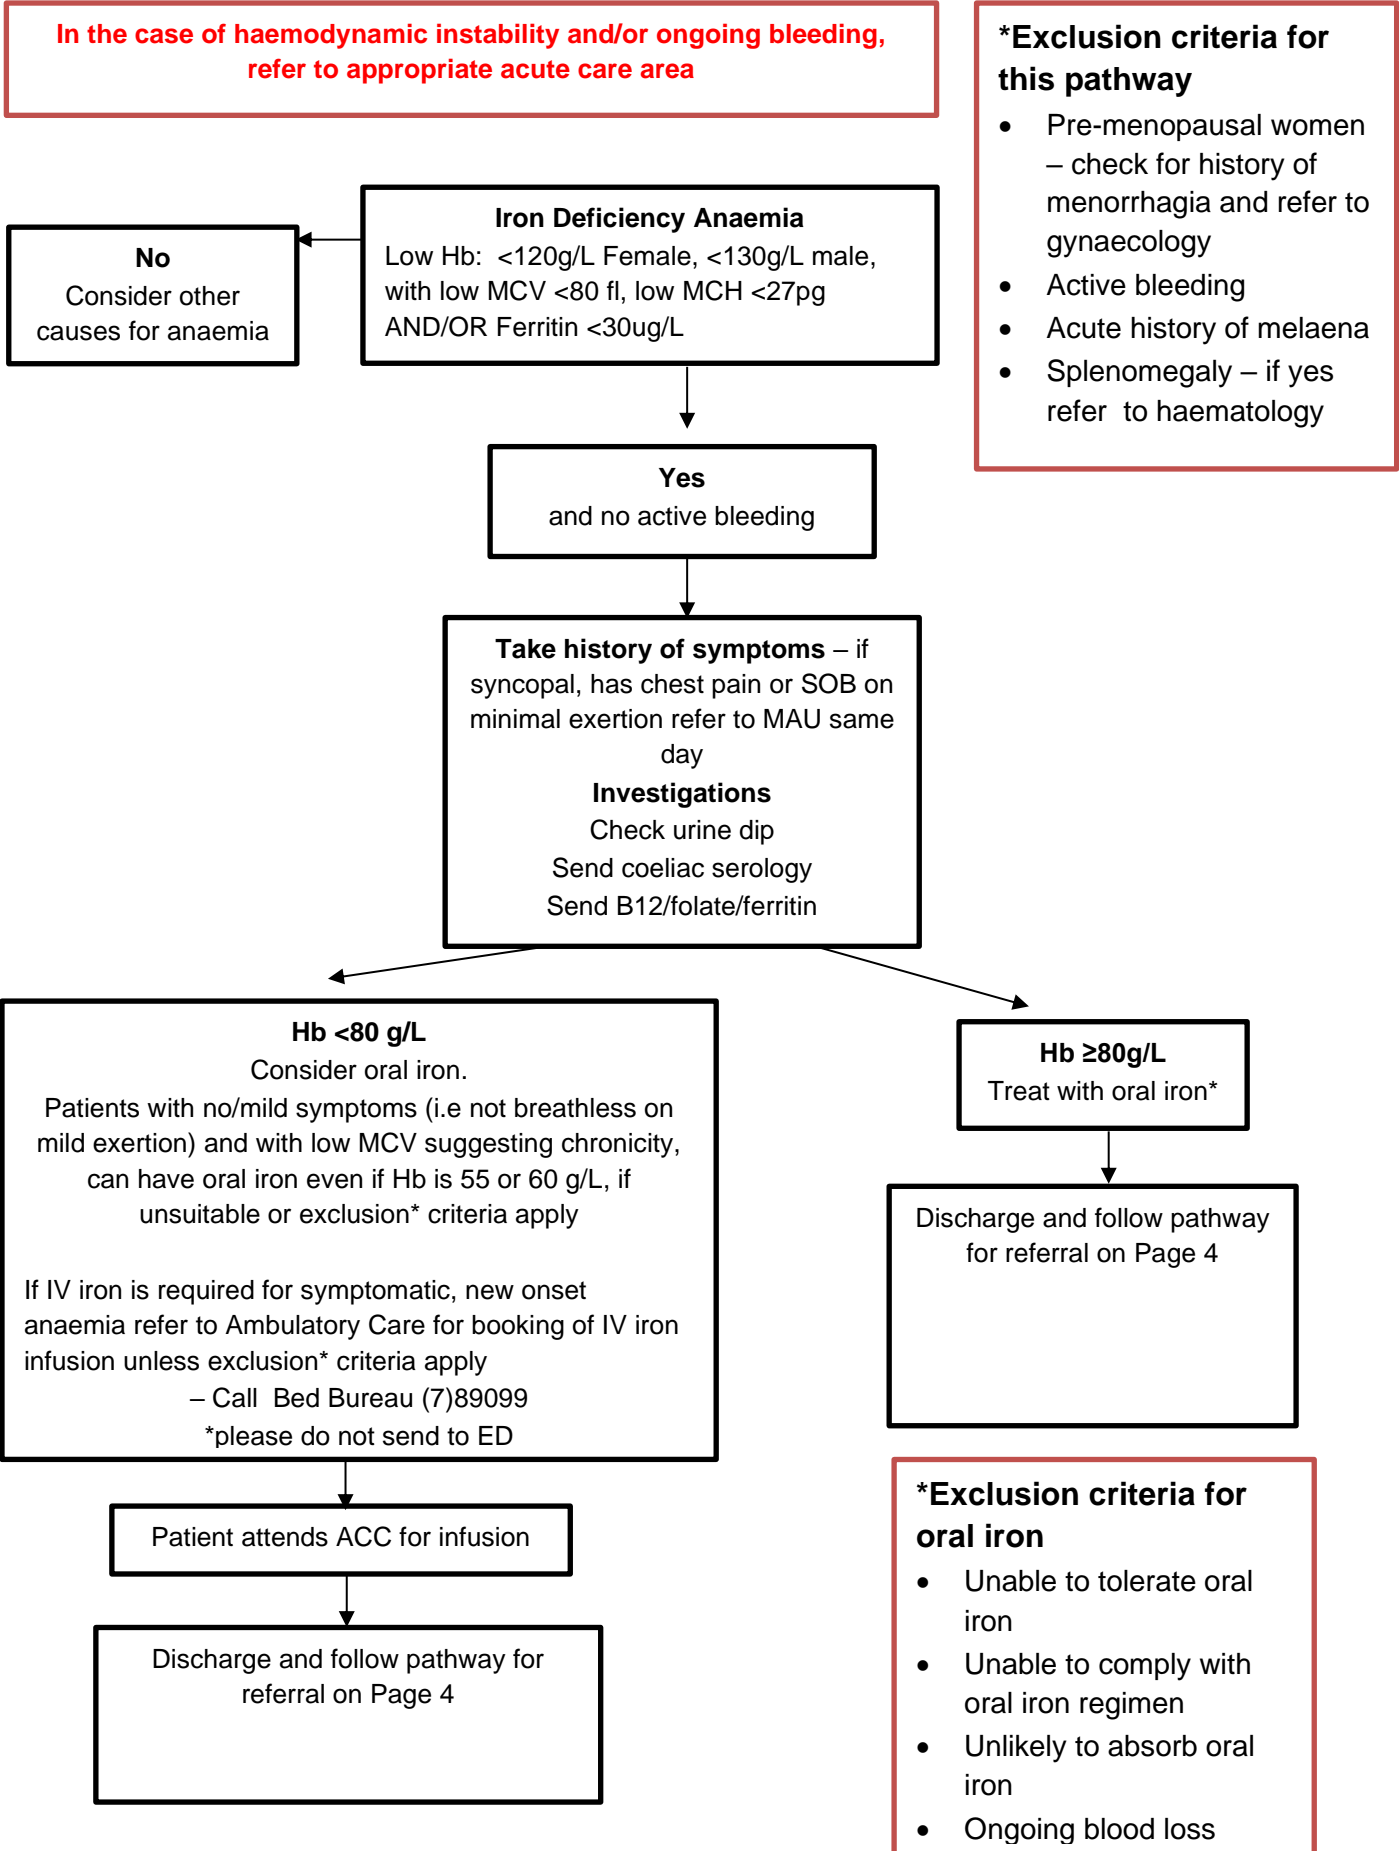 In the case of haemodynamic instability and/or ongoing bleeding,
refer to appropriate acute care area
*Exclusion criteria for
this pathway
• Pre-menopausal women
– check for history of
menorrhagia and refer to
gynaecology
• Active bleeding
• Acute history of melaena
• Splenomegaly – if yes
refer to haematology
Iron Deficiency Anaemia
Low Hb: <120g/L Female, <130g/L male,
with low MCV <80 fl, low MCH <27pg
AND/OR Ferritin <30ug/L
No
Consider other
causes for anaemia
Yes
and no active bleeding
Take history of symptoms – if
syncopal, has chest pain or SOB on
minimal exertion refer to MAU same
day
Investigations
Check urine dip
Send coeliac serology
Send B12/folate/ferritin
Hb <80 g/L
Consider oral iron.
Patients with no/mild symptoms (i.e not breathless on
mild exertion) and with low MCV suggesting chronicity,
can have oral iron even if Hb is 55 or 60 g/L, if
unsuitable or exclusion* criteria apply
If IV iron is required for symptomatic, new onset
anaemia refer to Ambulatory Care for booking of IV iron
infusion unless exclusion* criteria apply
– Call Bed Bureau (7)89099
*please do not send to ED
Hb ≥80g/L
Treat with oral iron*
Discharge and follow pathway
for referral on Page 4
Patient attends ACC for infusion
Discharge and follow pathway for
referral on Page 4
*Exclusion criteria for
oral iron
• Unable to tolerate oral
iron
• Unable to comply with
oral iron regimen
• Unlikely to absorb oral
iron
• Ongoing blood loss